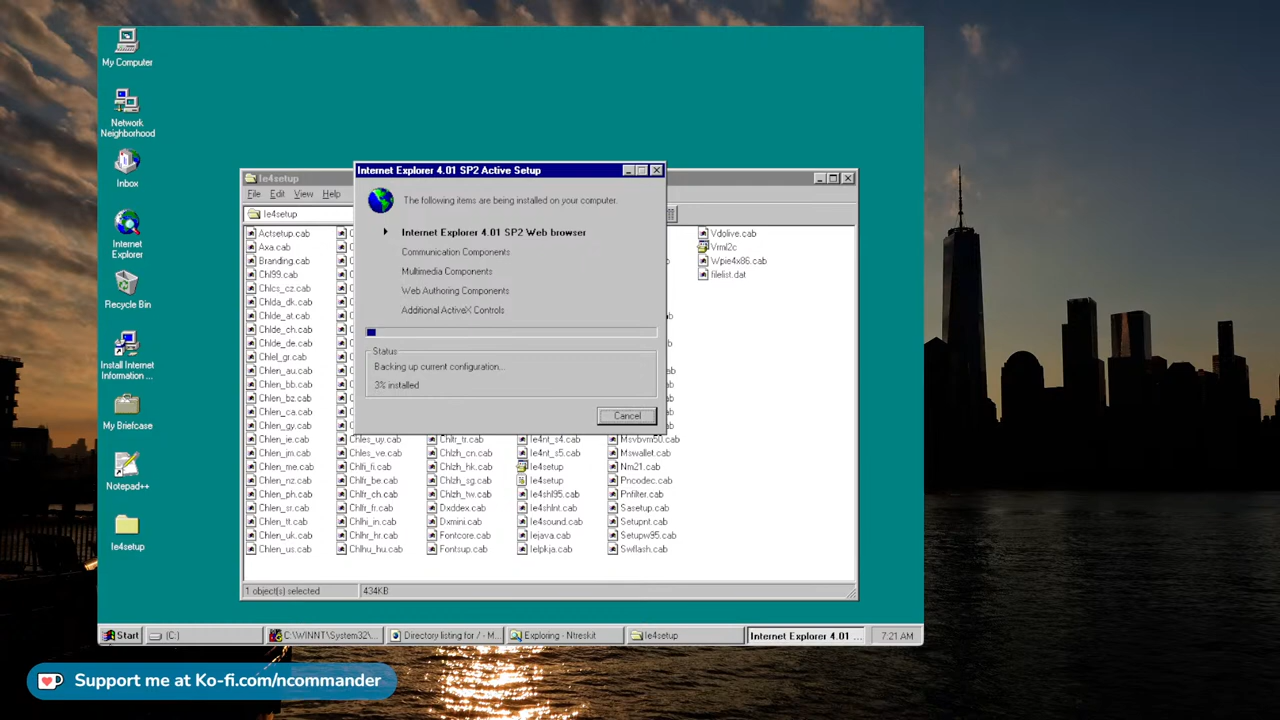 My Computer
Network
Neighborhood
Inbox
Internet
Explorer
Recycle Bin
Install Internet
Information ...
My Briefcase
Notepad++
Ie4setup
Ie4setup
File Edit View Help
Ie4setup
Internet Explorer 4.01 SP2 Active Setup
The following items are being installed on your computer.
Internet Explorer 4.01 SP2 Web browser
Communication Components
Multimedia Components
Web Authoring Components
Additional ActiveX Controls
Status
Backing up current configuration...
3% installed
Cancel
Actsetup.cab
Axa.cab
Branding.cab
Chl99.cab
Chlcs_cz.cab
Chlda_dk.cab
Chlde_at.cab
Chlde_ch.cab
Chlde_de.cab
Chlel_gr.cab
Chlen_au.cab
Chlen_bb.cab
Chlen_bz.cab
Chlen_ca.cab
Chlen_gy.cab
Chlen_ie.cab
Chlen_jm.cab
Chlen_me.cab
Chlen_nz.cab
Chlen_ph.cab
Chlen_sr.cab
Chlen_tt.cab
Chlen_uk.cab
Chlen_us.cab
Chles_uy.cab
Chles_ve.cab
Chlfi_fi.cab
Chlfr_be.cab
Chlfr_ch.cab
Chlfr_fr.cab
Chlhi_in.cab
Chlhr_hr.cab
Chlhu_hu.cab
Chltr_tr.cab
Chlzh_cn.cab
Chlzh_hk.cab
Chlzh_sg.cab
Chlzh_tw.cab
Dxddex.cab
Dxmini.cab
Fontcore.cab
Fontsup.cab
Ie4nt_s4.cab
Ie4nt_s5.cab
Ie4setup
Ie4setup
Ie4shl95.cab
Ie4shlnt.cab
Ie4sound.cab
Iejava.cab
Ielpkja.cab
Msvbvm50.cab
Mswallet.cab
Nm21.cab
Pncodec.cab
Pnfilter.cab
Sasetup.cab
Setupnt.cab
Setupw95.cab
Swflash.cab
Vdolive.cab
Vrml2c
Wpie4x86.cab
filelist.dat
1 object(s) selected 434KB
Start (C:) C:\WINNT\System32\... Directory listing for / - M... Exploring - Ntreskit Ie4setup Internet Explorer 4.01 ... 7:21 AM
Support me at Ko-fi.com/ncommander